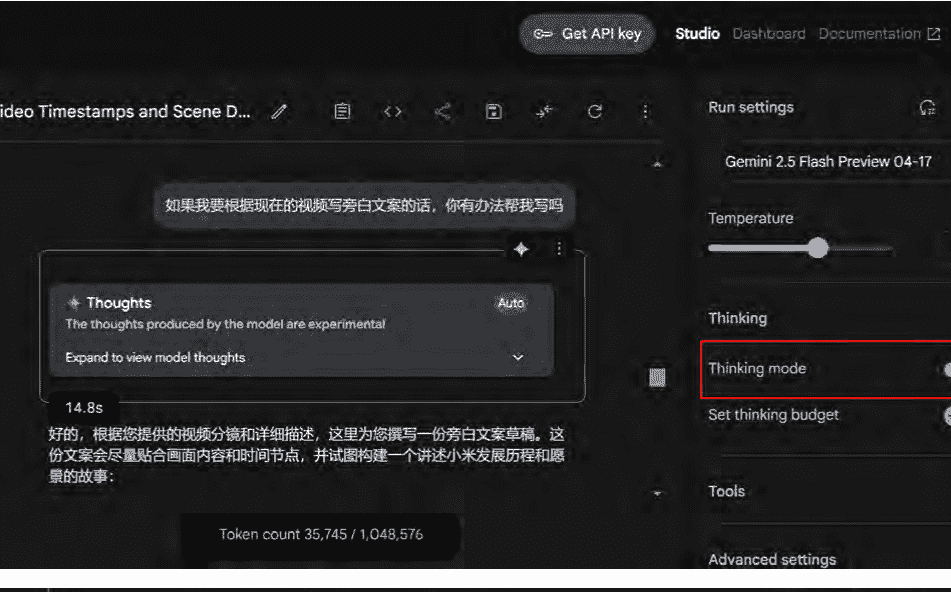 Get API key
Studio Dashboard Documentation
ideo Timestamps and Scene D...
Run settings
Gemini 2.5 Flash Preview 04-17
如果我要根据现在的视频写旁白文案的话，你有办法帮我写吗
Temperature
Thoughts
Auto
The thoughts produced by the model are experimental
Expand to view model thoughts
Thinking
Thinking mode
Set thinking budget
14.8s
好的，根据您提供的视频分镜和详细描述，这里为您撰写一份旁白文案草稿。这
份文案会尽量贴合画面内容和时间节点，并试图构建一个讲述小米发展历程和愿
景的故事：
Tools
Token count 35,745 / 1,048,576
Advanced settings